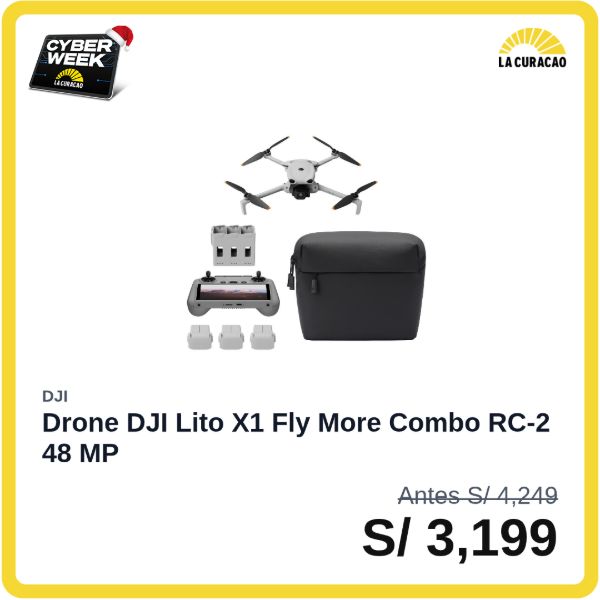 CYBER
WEEK
LA CURACAO
LA CURACAO
DJI
Drone DJI Lito X1 Fly More Combo RC-2
48 MP
Antes S/ 4,249
S/ 3,199